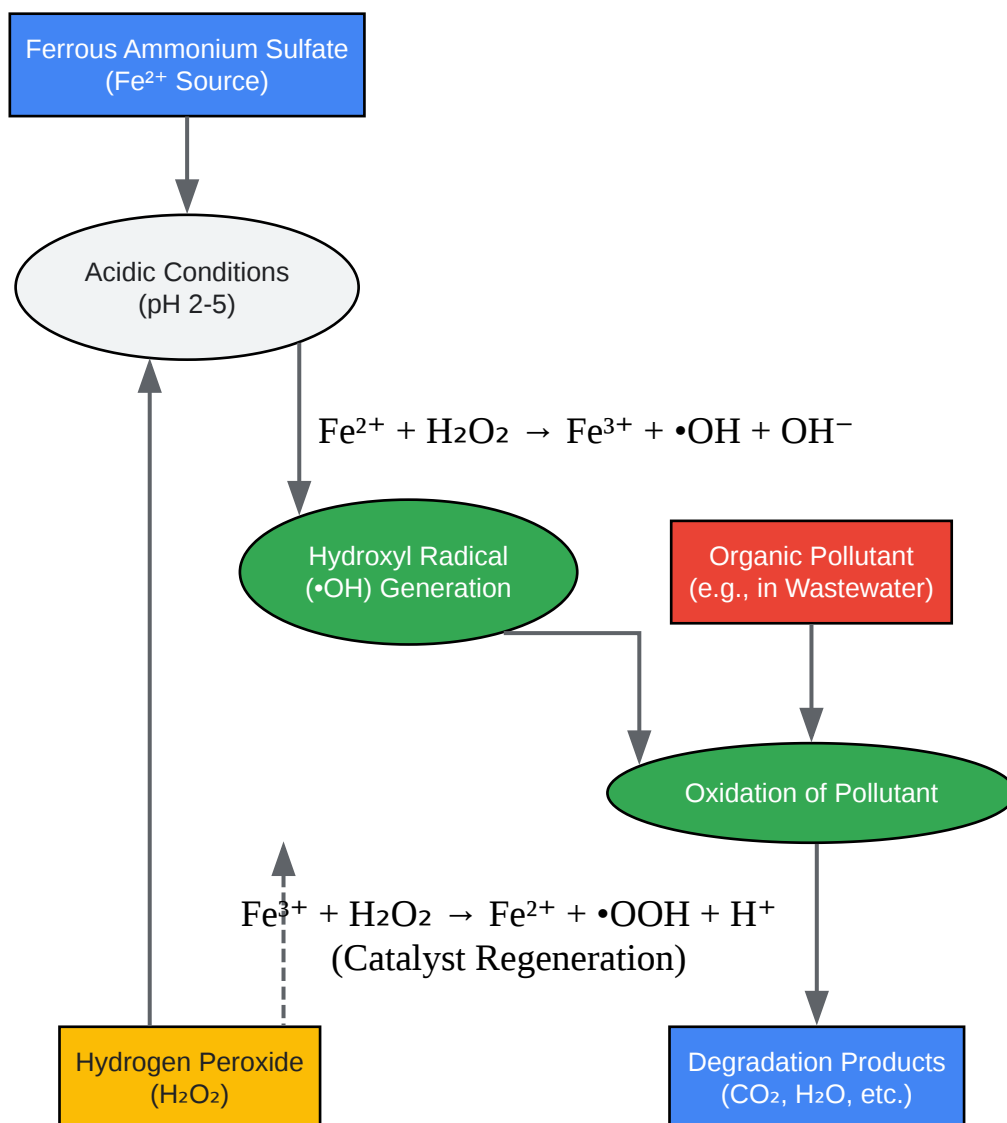 Ferrous Ammonium Sulfate
(Fe²⁺ Source)
Acidic Conditions
(pH 2-5)
Fe²⁺ + H₂O₂ → Fe³⁺ + •OH + OH⁻
Hydroxyl Radical
(•OH) Generation
Organic Pollutant
(e.g., in Wastewater)
Oxidation of Pollutant
Fe³⁺ + H₂O₂ → Fe²⁺ + •OOH + H⁺
(Catalyst Regeneration)
Hydrogen Peroxide
(H₂O₂)
Degradation Products
(CO₂, H₂O, etc.)